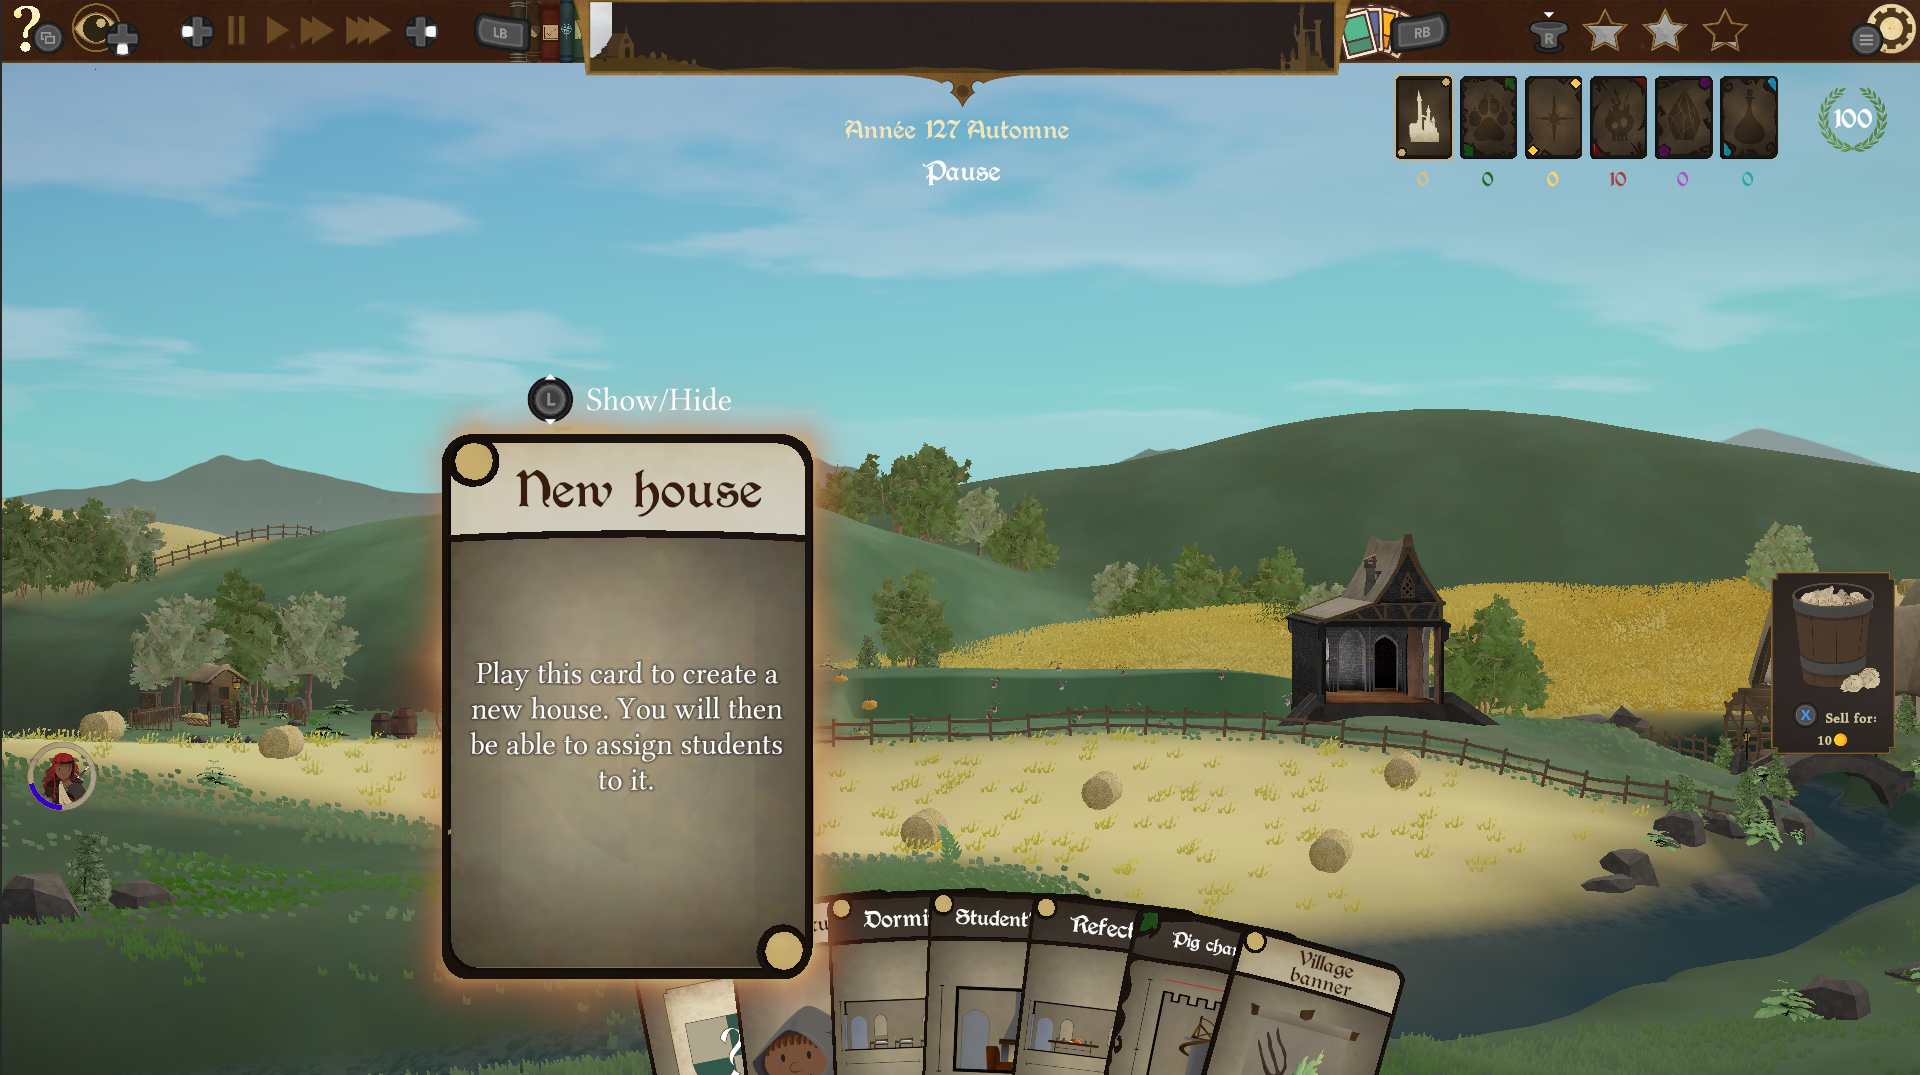 ?
LB
RB
R
Année 127 Automne
Pause
100
0
0
0
10
0
0
L
Show/Hide
New house
Play this card to create a
new house. You will then
be able to assign students
to it.
X
Sell for:
10
Dormi
Student
Refect
Pig cha
Village
banner
?